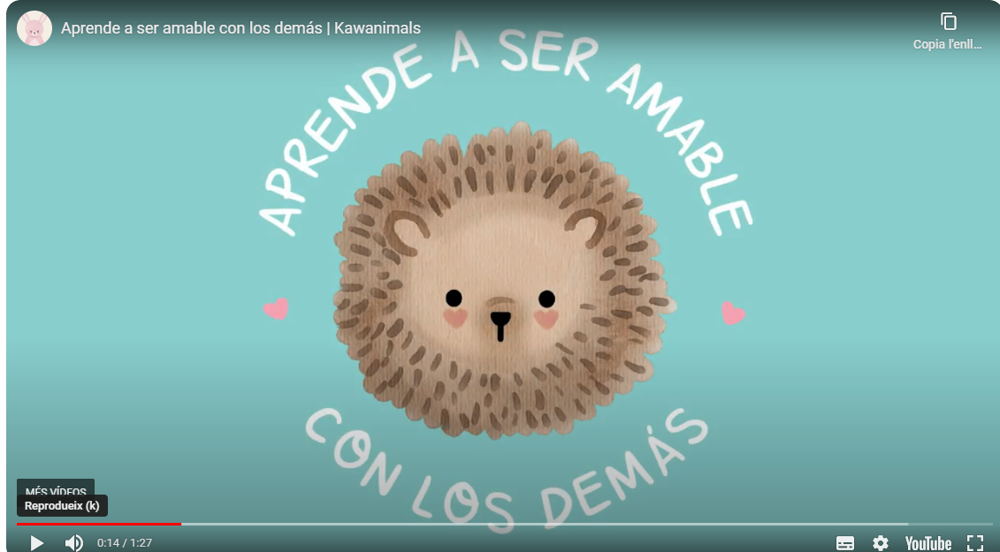 Aprende a ser amable con los demás | Kawanimals
Copia l'enll...
APRENDE A SER AMABLE
CON LOS DEMÁS
MÉS VÍDEOS
Reprodueix (k)
0:14 / 1:27
YouTube